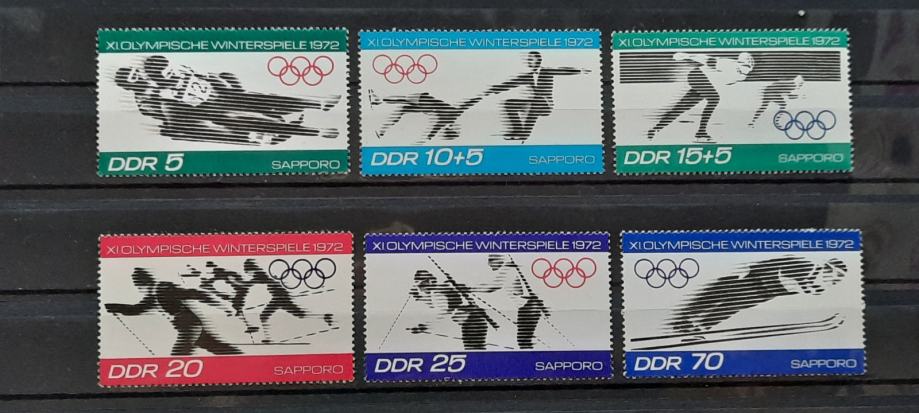 XI.OLYMPISCHE WINTERSPIELE 1972
DDR 5 SAPPORO
XI.OLYMPISCHE WINTERSPIELE 1972
DDR 10+5 SAPPORO
XI.OLYMPISCHE WINTERSPIELE 1972
DDR 15+5 SAPPORO
XI.OLYMPISCHE WINTERSPIELE 1972
DDR 20 SAPPORO
XI.OLYMPISCHE WINTERSPIELE 1972
DDR 25 SAPPORO
XI.OLYMPISCHE WINTERSPIELE 1972
DDR 70 SAPPORO